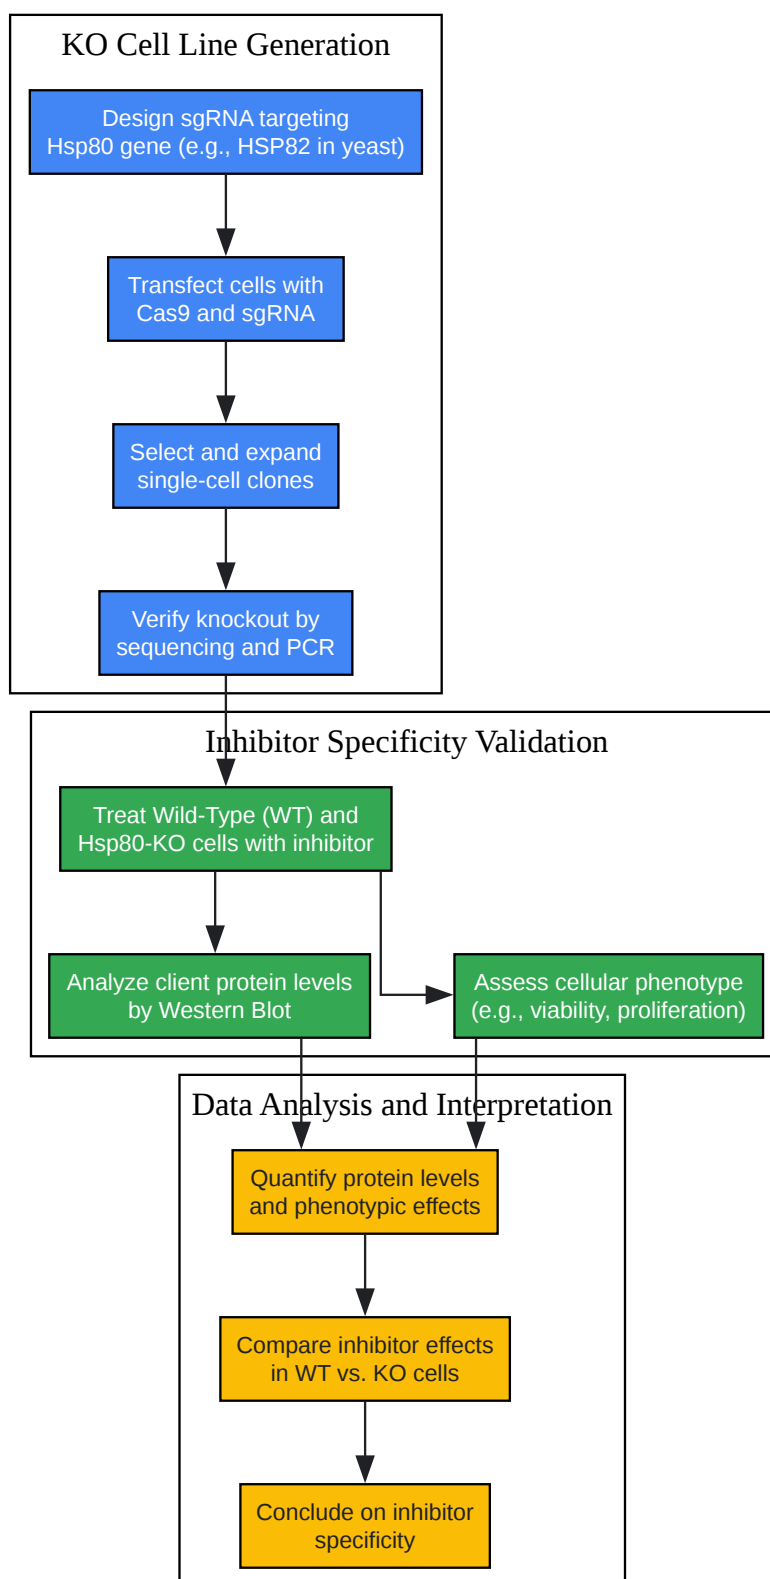 KO Cell Line Generation
Design sgRNA targeting
Hsp80 gene (e.g., HSP82 in yeast)
Transfect cells with
Cas9 and sgRNA
Select and expand
single-cell clones
Verify knockout by
sequencing and PCR
Inhibitor Specificity Validation
Treat Wild-Type (WT) and
Hsp80-KO cells with inhibitor
Analyze client protein levels
by Western Blot
Assess cellular phenotype
(e.g., viability, proliferation)
Data Analysis and Interpretation
Quantify protein levels
and phenotypic effects
Compare inhibitor effects
in WT vs. KO cells
Conclude on inhibitor
specificity